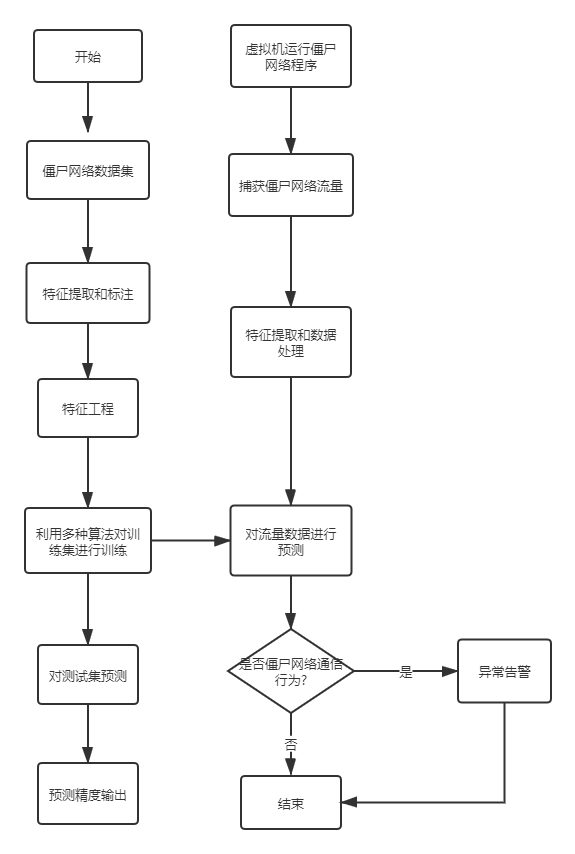 开始
僵尸网络数据集
特征提取和标注
特征工程
利用多种算法对训
练集进行训练
对测试集预测
预测精度输出
虚拟机运行僵尸
网络程序
捕获僵尸网络流量
特征提取和数据
处理
对流量数据进行
预测
是否僵尸网络通信
行为?
是
异常告警
否
结束